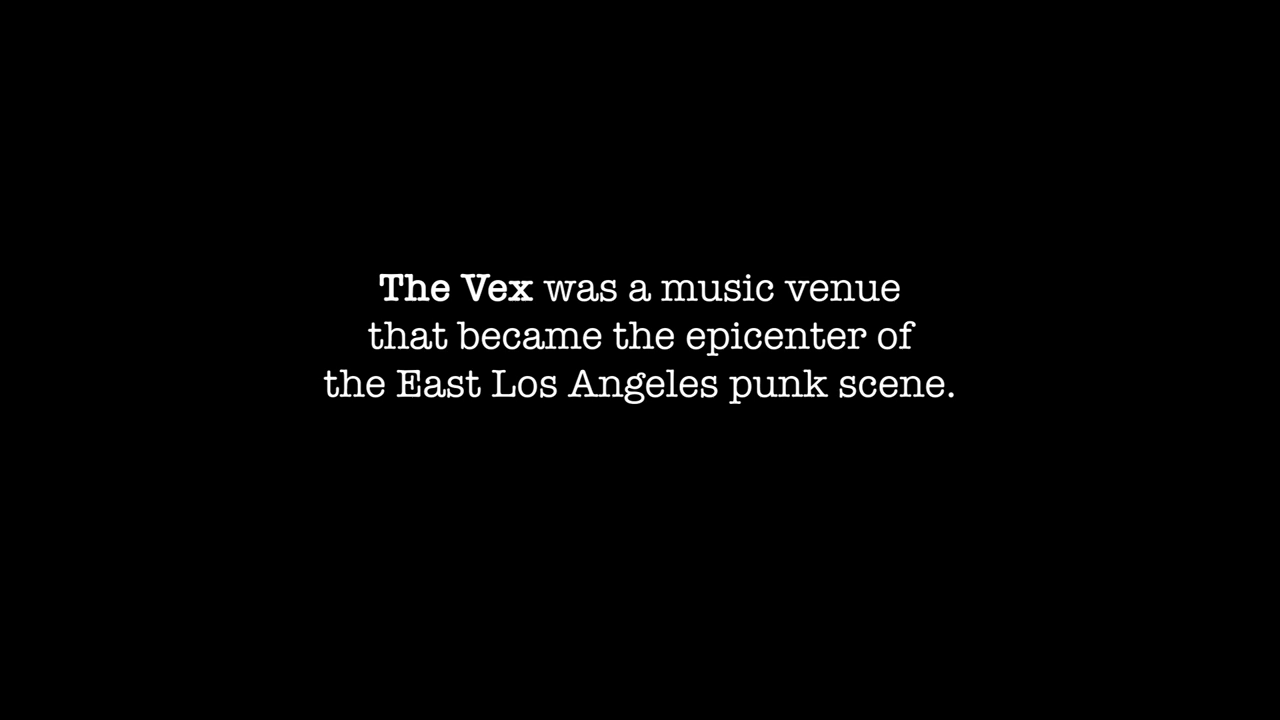 The Vex was a music venue
that became the epicenter of
the East Los Angeles punk scene.